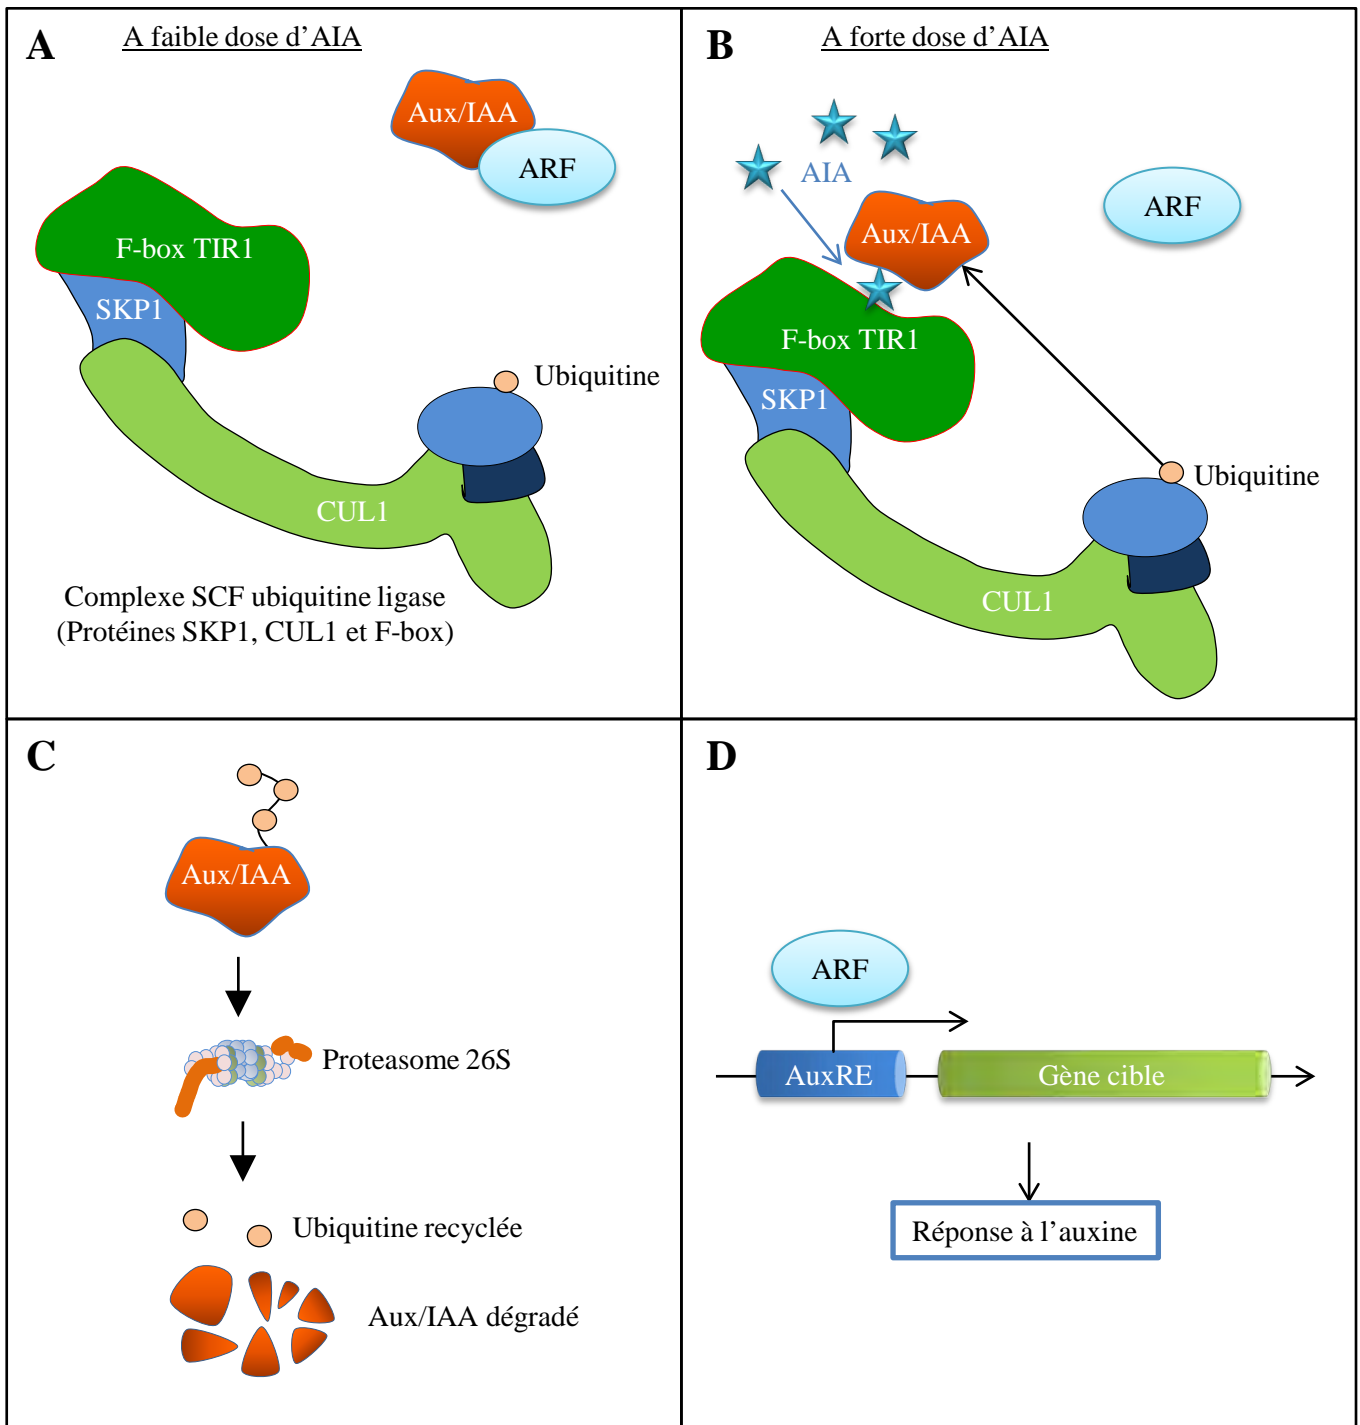 A
A faible dose d'AIA
Aux/IAA
ARF
F-box TIR1
SKP1
Ubiquitine
CUL1
Complexe SCF ubiquitine ligase
(Protéines SKP1, CUL1 et F-box)
B
A forte dose d'AIA
AIA
ARF
Aux/IAA
F-box TIR1
SKP1
Ubiquitine
CUL1
C
Aux/IAA
Proteasome 26S
Ubiquitine recyclée
Aux/IAA dégradé
D
ARF
AuxRE
Gène cible
Réponse à l'auxine